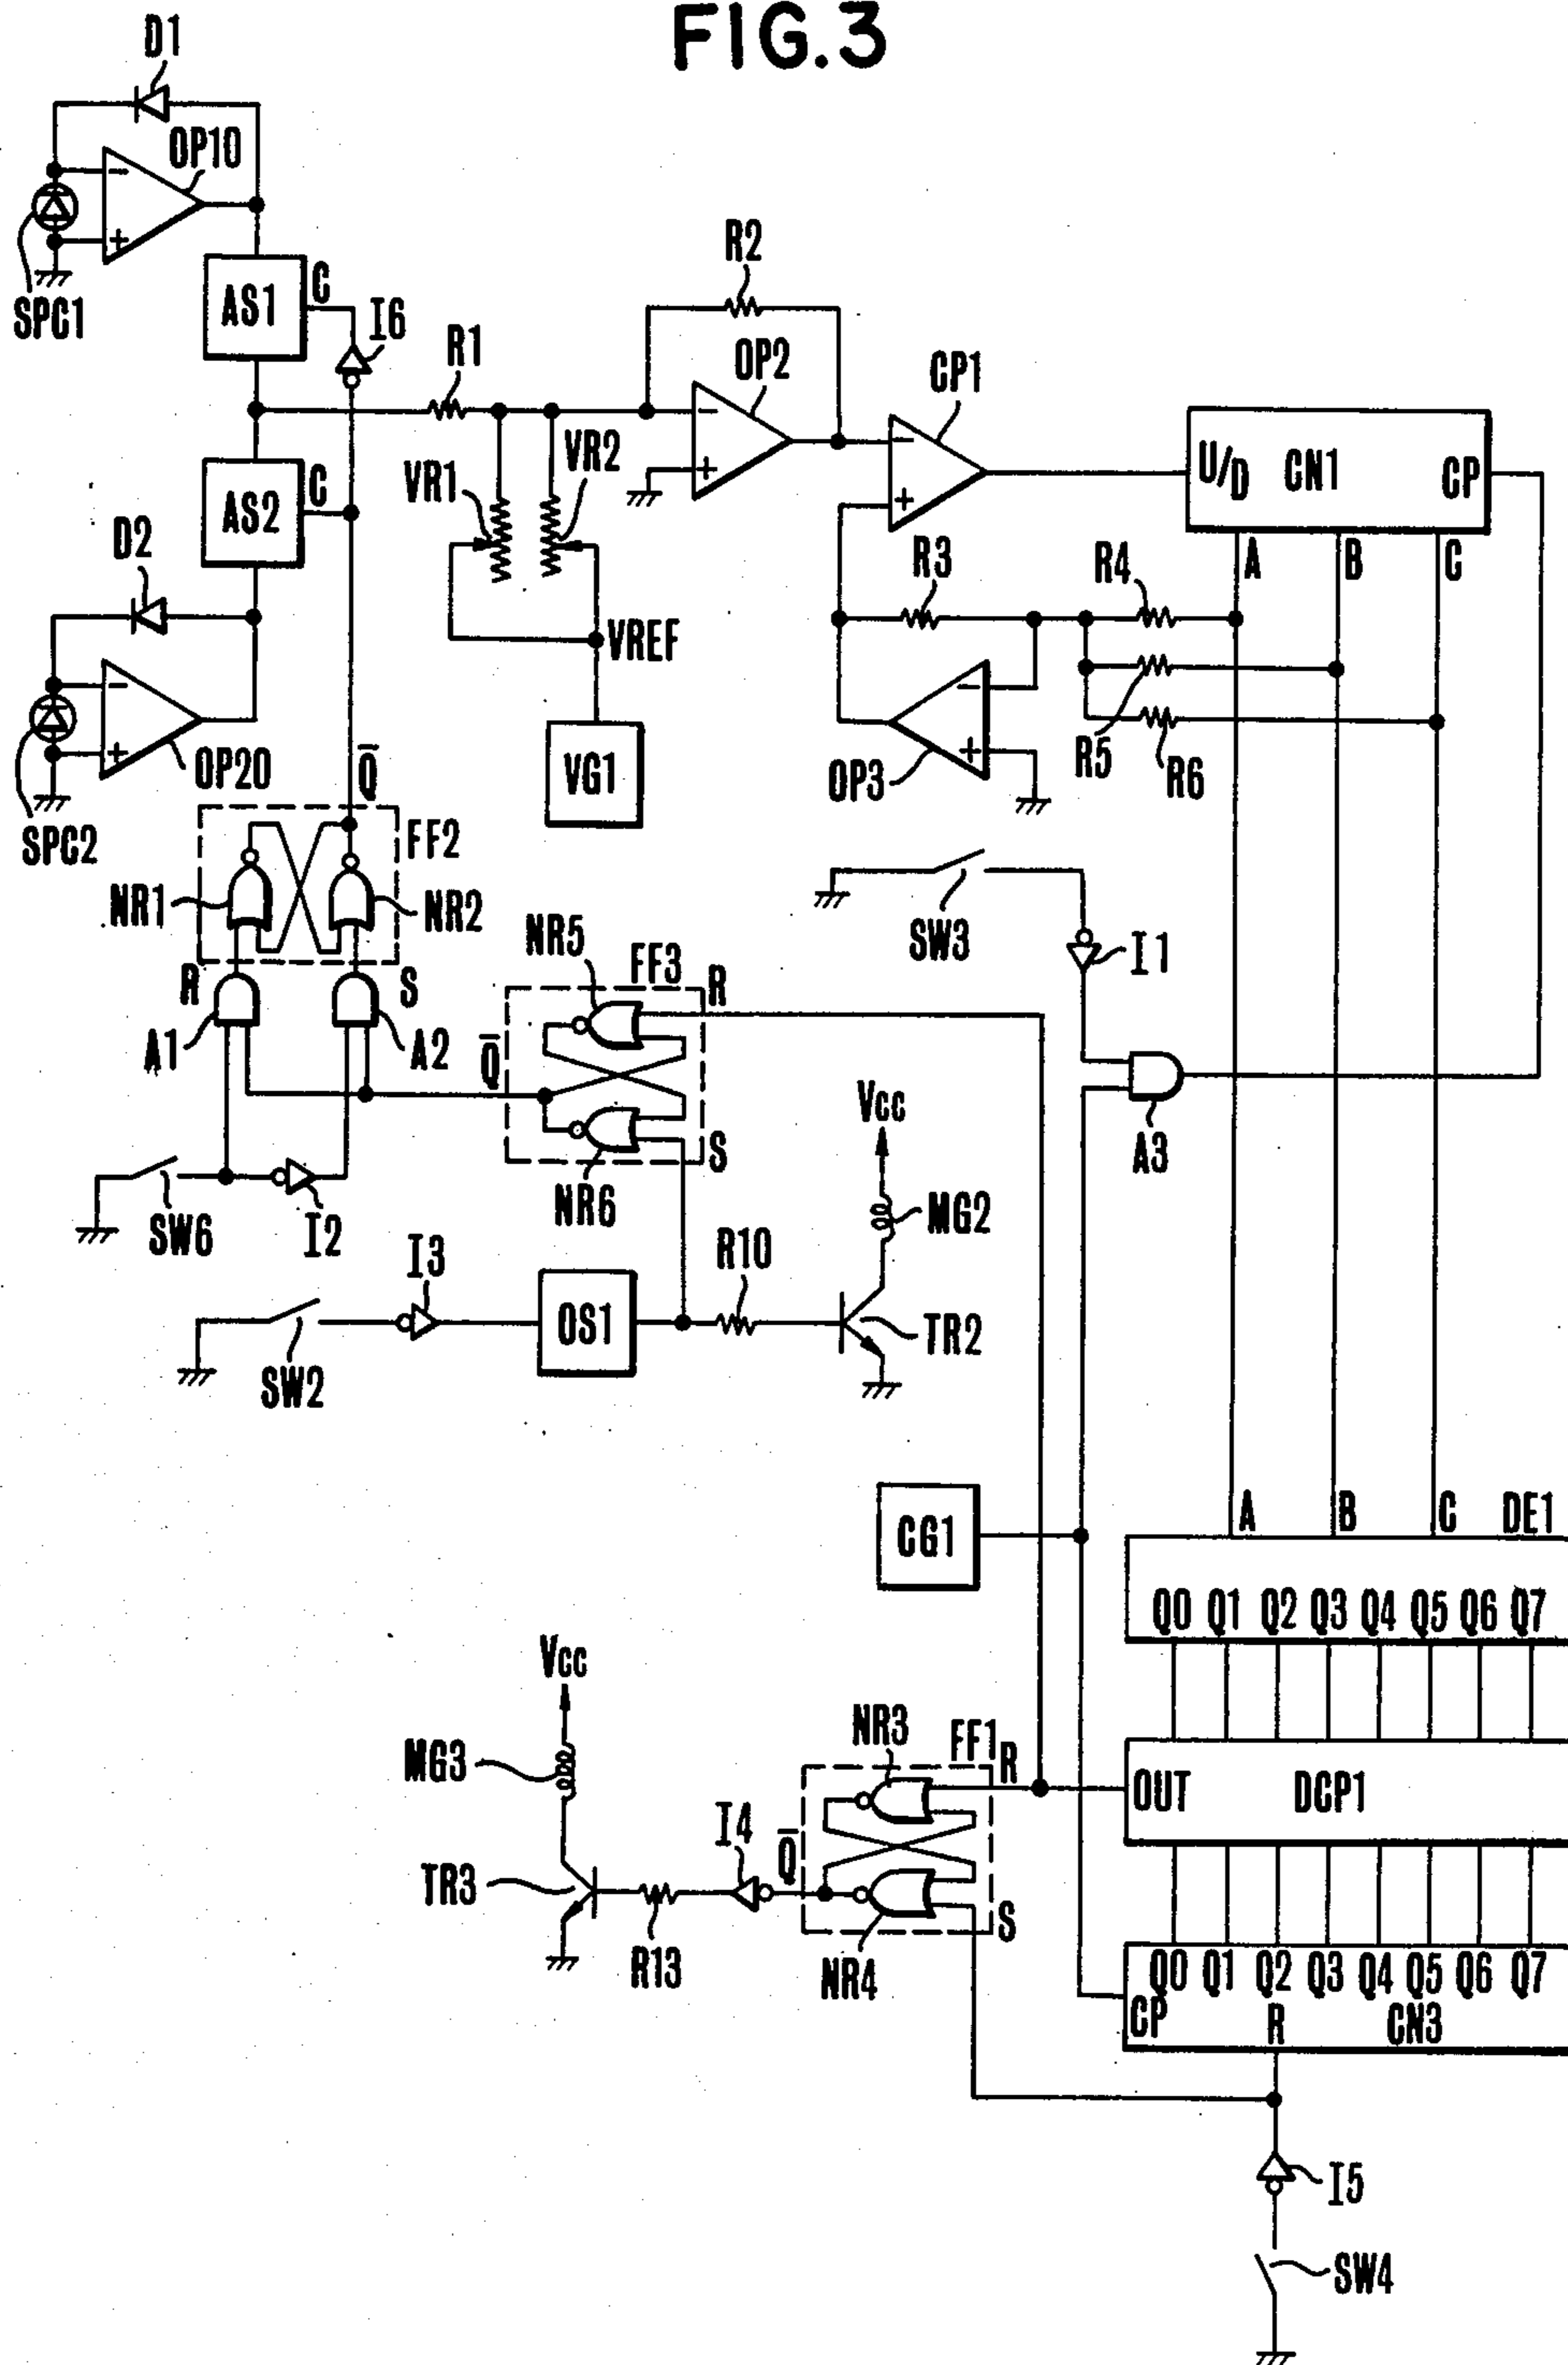 FIG.3
D1
OP10
SPC1
AS1
C
I6
R1
R2
OP2
CP1
U/D CN1 CP
A B C
AS2
C
VR1
VR2
D2
VREF
R3
R4
R5
R6
OP3
OP20
SPC2
VG1
Q̅
FF2
NR1
NR2
R
S
A1
A2
SW3
I1
NR5
FF3
R
Q̅
S
NR6
A3
Vcc
MG2
SW6
I2
I3
R10
OS1
TR2
SW2
CG1
A B C DE1
Q0 Q1 Q2 Q3 Q4 Q5 Q6 Q7
Vcc
MG3
NR3
FF1
R
OUT DCP1
I4
Q̅
TR3
R13
NR4
S
Q0 Q1 Q2 Q3 Q4 Q5 Q6 Q7
CP R CN3
I5
SW4